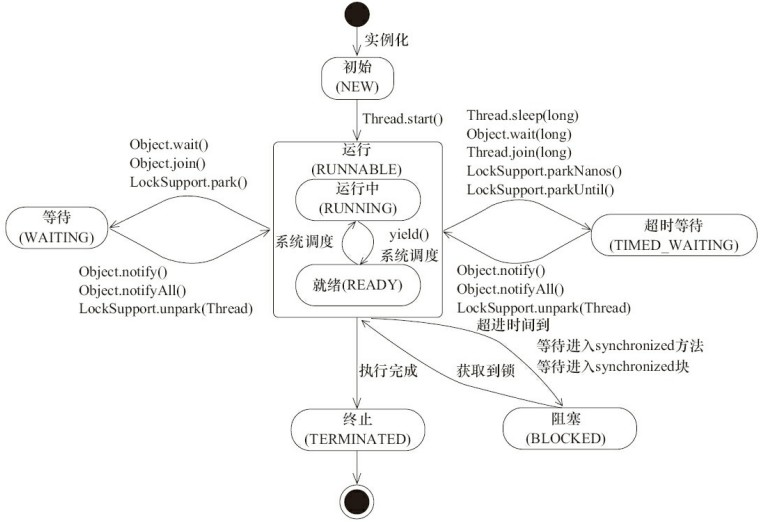 实例化
初始
(NEW)
Thread.start()
Object.wait()
Object.join()
LockSupport.park()
Thread.sleep(long)
Object.wait(long)
Thread.join(long)
LockSupport.parkNanos()
LockSupport.parkUntil()
运行
(RUNNABLE)
运行中
(RUNNING)
系统调度
yield()
系统调度
就绪(READY)
等待
(WAITING)
超时等待
(TIMED_WAITING)
Object.notify()
Object.notifyAll()
LockSupport.unpark(Thread)
Object.notify()
Object.notifyAll()
LockSupport.unpark(Thread)
超进时间到
等待进入synchronized方法
等待进入synchronized块
获取到锁
执行完成
终止
(TERMINATED)
阻塞
(BLOCKED)